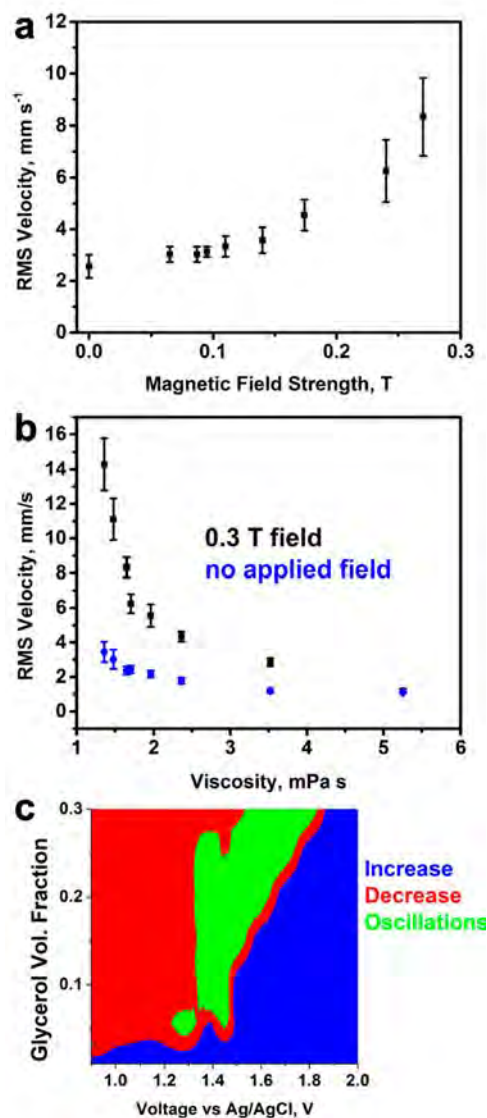 a
12
10
8
6
4
2
0
RMS Velocity, mm s⁻¹
0.0 0.1 0.2 0.3
Magnetic Field Strength, T
b
16
14
12
10
8
6
4
2
0
RMS Velocity, mm/s
0.3 T field
no applied field
1 2 3 4 5 6
Viscosity, mPa s
c
0.3
0.2
0.1
Glycerol Vol. Fraction
Increase
Decrease
Oscillations
1.0 1.2 1.4 1.6 1.8 2.0
Voltage vs Ag/AgCl, V